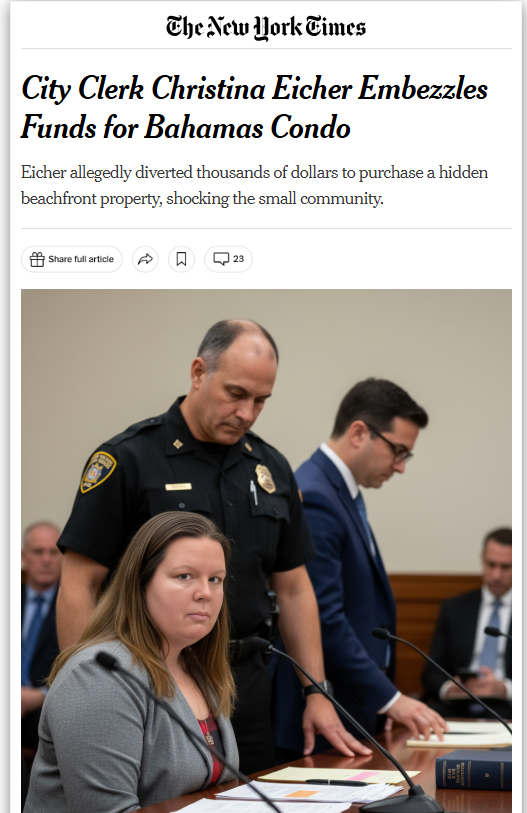 The New York Times
City Clerk Christina Eicher Embezzles
Funds for Bahamas Condo
Eicher allegedly diverted thousands of dollars to purchase a hidden
beachfront property, shocking the small community.
Share full article
23